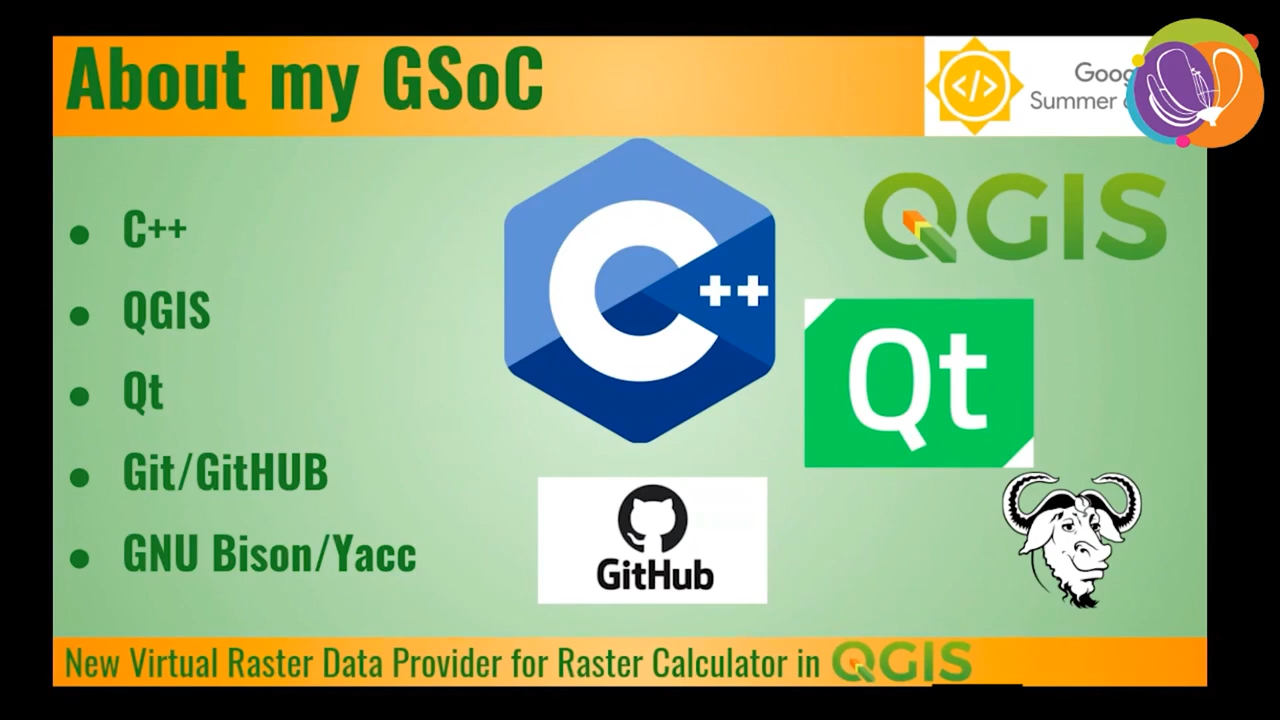 About my GSoC
Summer
C++
QGIS
Qt
Git/GitHUB
GNU Bison/Yacc
C++
QGIS
Qt
GitHub
New Virtual Raster Data Provider for Raster Calculator in QGIS